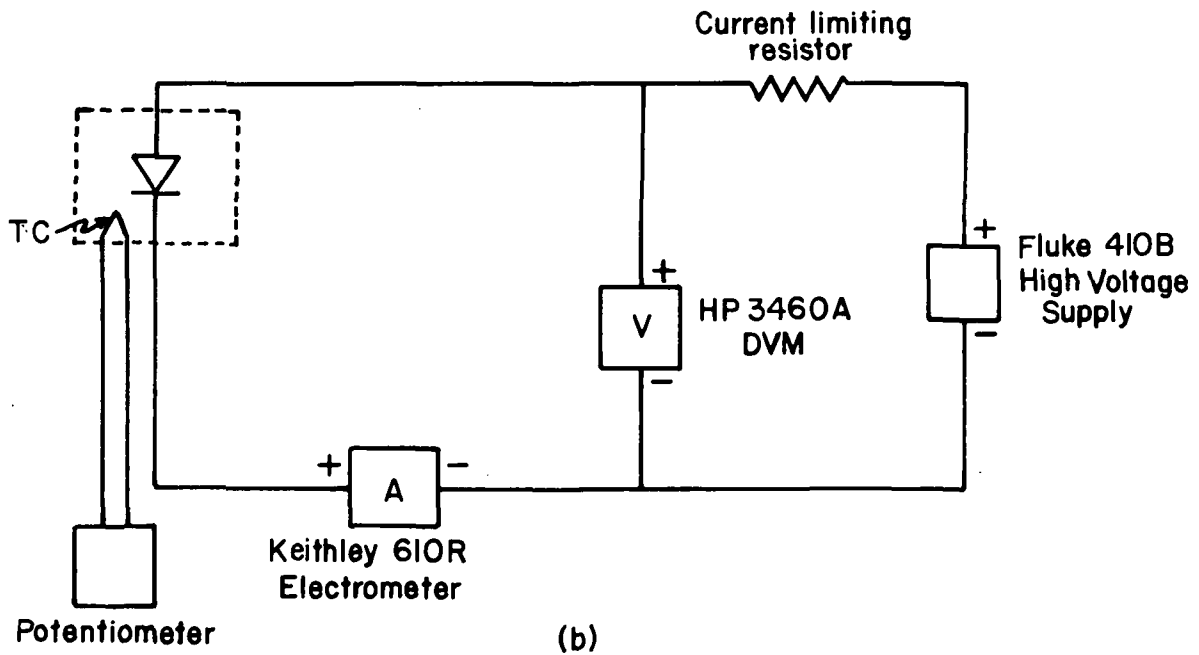 Current limiting
resistor
TC
+
Fluke 410B
High Voltage
Supply
-
+
V
HP 3460A
DVM
-
+
A
-
Keithley 610R
Electrometer
Potentiometer
(b)